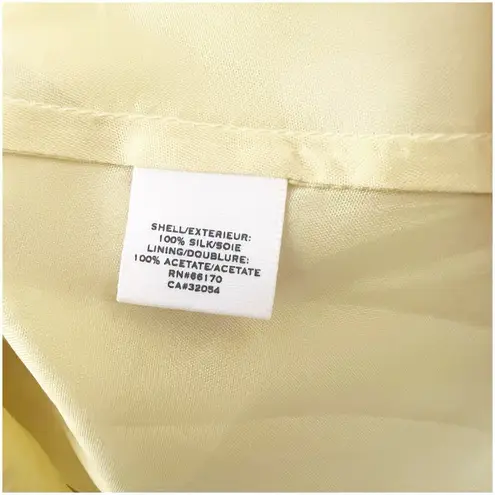 SHELL/EXTERIEUR:
100% SILK/SOIE
LINING/DOUBLURE:
100% ACETATE/ACETATE
RN#66170
CA#32054